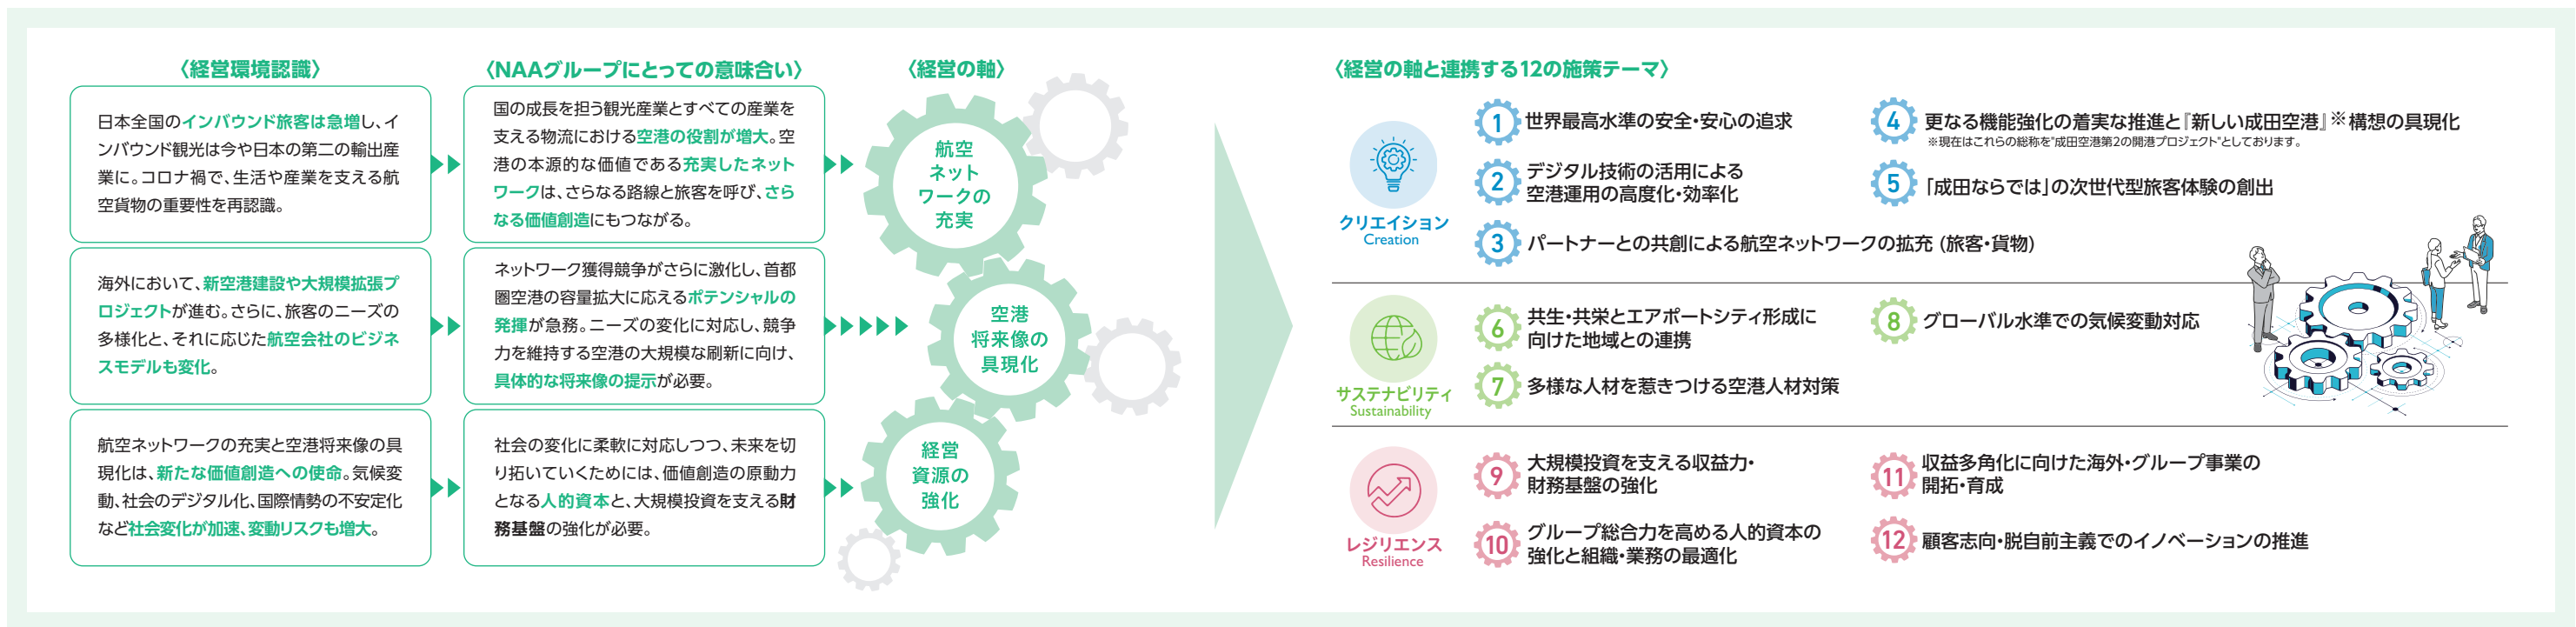 〈経営環境認識〉
日本全国のインバウンド旅客は急増し、イ
ンバウンド観光は今や日本の第二の輸出産
業に。コロナ禍で、生活や産業を支える航
空貨物の重要性を再認識。
海外において、新空港建設や大規模拡張プ
ロジェクトが進む。さらに、旅客のニーズの
多様化と、それに応じた航空会社のビジネ
スモデルも変化。
航空ネットワークの充実と空港将来像の具
現化は、新たな価値創造への使命。気候変
動、社会のデジタル化、国際情勢の不安定化
など社会変化が加速、変動リスクも増大。
〈NAAグループにとっての意味合い〉
国の成長を担う観光産業とすべての産業を
支える物流における空港の役割が増大。空
港の本源的な価値である充実したネット
ワークは、さらなる路線と旅客を呼び、さら
なる価値創造にもつながる。
ネットワーク獲得競争がさらに激化し、首都
圏空港の容量拡大に応えるポテンシャルの
発揮が急務。ニーズの変化に対応し、競争
力を維持する空港の大規模な刷新に向け、
具体的な将来像の提示が必要。
社会の変化に柔軟に対応しつつ、未来を切
り拓いていくためには、価値創造の原動力
となる人的資本と、大規模投資を支える財
務基盤の強化が必要。
〈経営の軸〉
航空
ネット
ワークの
充実
空港
将来像の
具現化
経営
資源の
強化
〈経営の軸と連携する12の施策テーマ〉
クリエイション
Creation
1 世界最高水準の安全・安心の追求
2 デジタル技術の活用による
空港運用の高度化・効率化
3 パートナーとの共創による航空ネットワークの拡充 (旅客・貨物)
4 更なる機能強化の着実な推進と『新しい成田空港』※構想の具現化
※現在はこれらの総称を"成田空港第2の開港プロジェクト"としております。
5 「成田ならでは」の次世代型旅客体験の創出
サステナビリティ
Sustainability
6 共生・共栄とエアポートシティ形成に
向けた地域との連携
7 多様な人材を惹きつける空港人材対策
8 グローバル水準での気候変動対応
レジリエンス
Resilience
9 大規模投資を支える収益力・
財務基盤の強化
10 グループ総合力を高める人的資本の
強化と組織・業務の最適化
11 収益多角化に向けた海外・グループ事業の
開拓・育成
12 顧客志向・脱自前主義でのイノベーションの推進